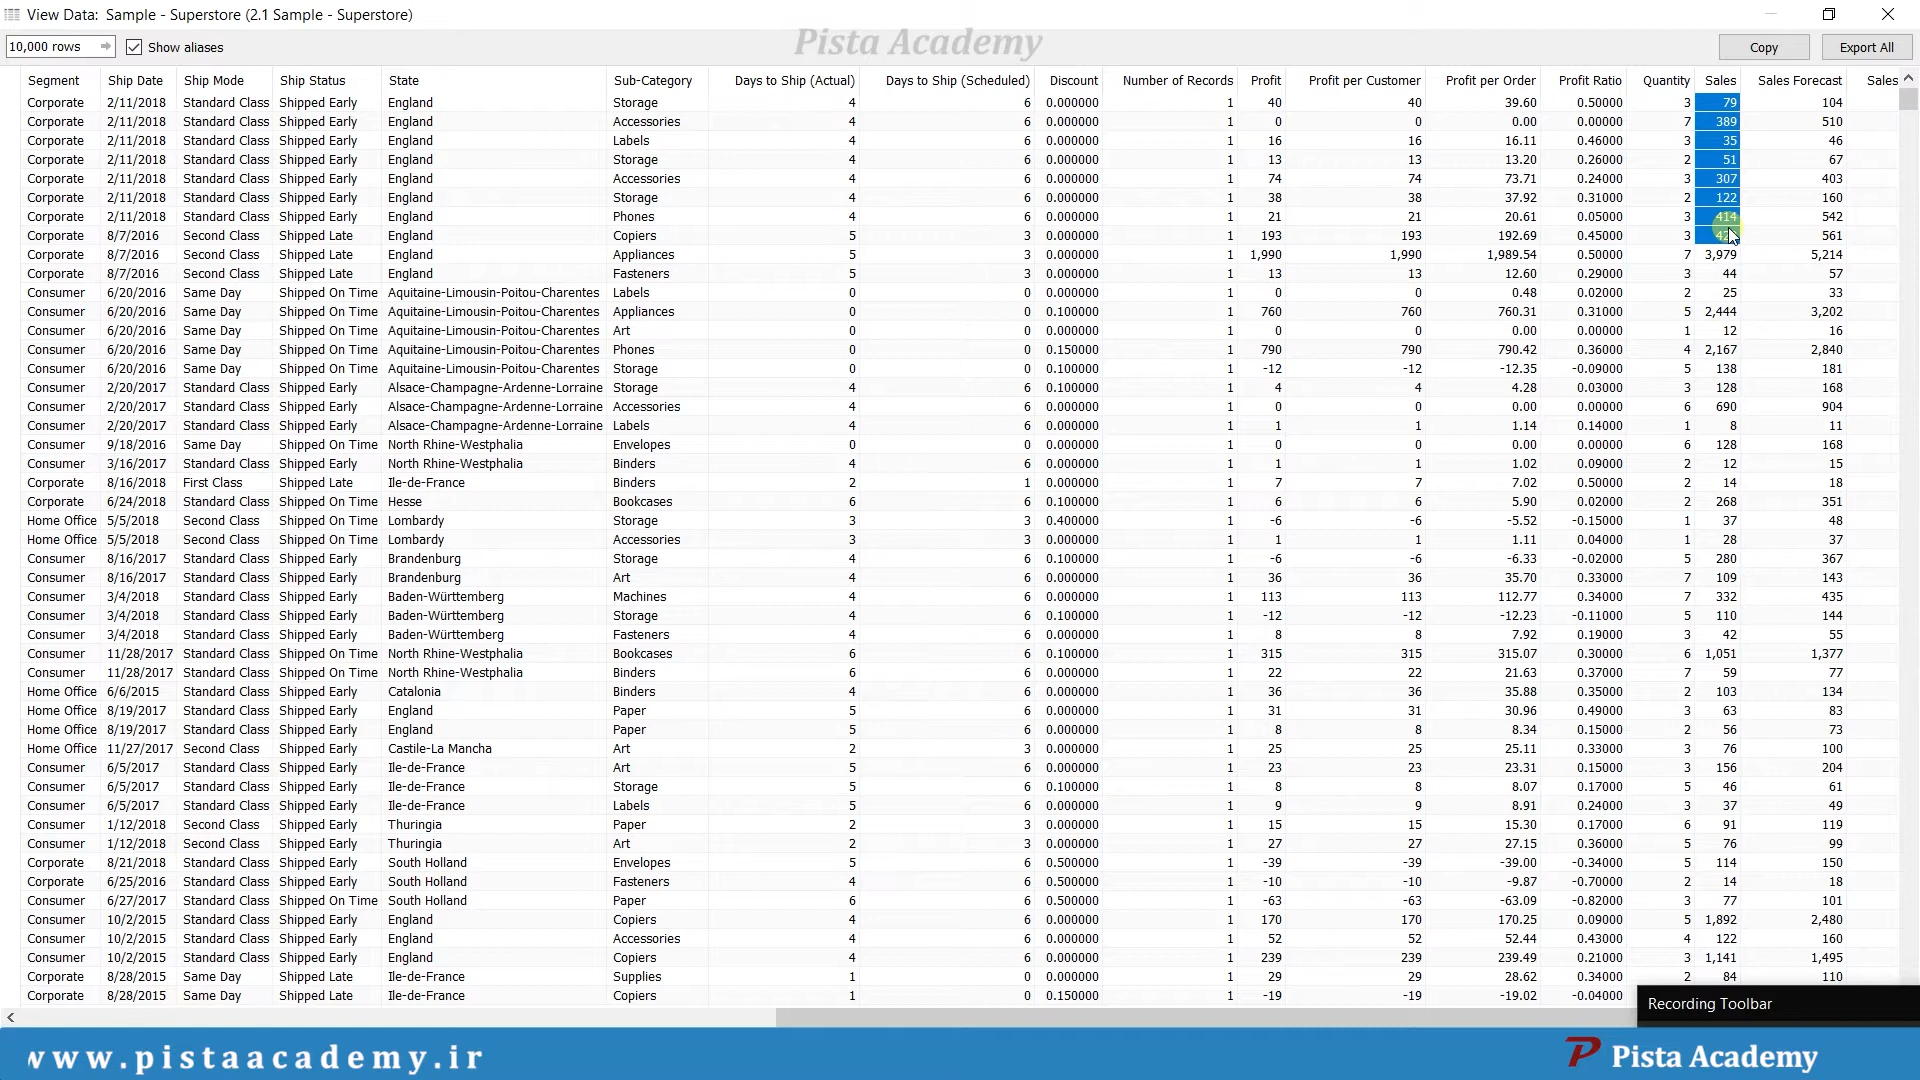 View Data: Sample - Superstore (2.1 Sample - Superstore)
10,000 rows Show aliases Pista Academy Copy Export All
Segment Ship Date Ship Mode Ship Status State Sub-Category Days to Ship (Actual) Days to Ship (Scheduled) Discount Number of Records Profit Profit per Customer Profit per Order Profit Ratio Quantity Sales Sales Forecast Sales
Corporate 2/11/2018 Standard Class Shipped Early England Storage 4 6 0.000000 1 40 40 39.60 0.50000 3 79 104
Corporate 2/11/2018 Standard Class Shipped Early England Accessories 4 6 0.000000 1 0 0 0.00 0.00000 7 389 510
Corporate 2/11/2018 Standard Class Shipped Early England Labels 4 6 0.000000 1 16 16 16.11 0.46000 3 35 46
Corporate 2/11/2018 Standard Class Shipped Early England Storage 4 6 0.000000 1 13 13 13.20 0.26000 2 51 67
Corporate 2/11/2018 Standard Class Shipped Early England Accessories 4 6 0.000000 1 74 74 73.71 0.24000 3 307 403
Corporate 2/11/2018 Standard Class Shipped Early England Storage 4 6 0.000000 1 38 38 37.92 0.31000 2 122 160
Corporate 2/11/2018 Standard Class Shipped Early England Phones 4 6 0.000000 1 21 21 20.61 0.05000 3 414 542
Corporate 8/7/2016 Second Class Shipped Late England Copiers 5 3 0.000000 1 193 193 192.69 0.45000 3 561
Corporate 8/7/2016 Second Class Shipped Late England Appliances 5 3 0.000000 1 1,990 1,990 1,989.54 0.50000 7 3,979 5,214
Corporate 8/7/2016 Second Class Shipped Late England Fasteners 5 3 0.000000 1 13 13 12.60 0.29000 3 44 57
Consumer 6/20/2016 Same Day Shipped On Time Aquitaine-Limousin-Poitou-Charentes Labels 0 0 0.000000 1 0 0 0.48 0.02000 2 25 33
Consumer 6/20/2016 Same Day Shipped On Time Aquitaine-Limousin-Poitou-Charentes Appliances 0 0 0.100000 1 760 760 760.31 0.31000 5 2,444 3,202
Consumer 6/20/2016 Same Day Shipped On Time Aquitaine-Limousin-Poitou-Charentes Art 0 0 0.000000 1 0 0 0.00 0.00000 1 12 16
Consumer 6/20/2016 Same Day Shipped On Time Aquitaine-Limousin-Poitou-Charentes Phones 0 0 0.150000 1 790 790 790.42 0.36000 4 2,167 2,840
Consumer 6/20/2016 Same Day Shipped On Time Aquitaine-Limousin-Poitou-Charentes Storage 0 0 0.100000 1 -12 -12 -12.35 -0.09000 5 138 181
Consumer 2/20/2017 Standard Class Shipped Early Alsace-Champagne-Ardenne-Lorraine Storage 4 6 0.000000 1 4 4 4.28 0.03000 3 128 168
Consumer 2/20/2017 Standard Class Shipped Early Alsace-Champagne-Ardenne-Lorraine Accessories 4 6 0.000000 1 0 0 0.00 0.00000 6 690 904
Consumer 2/20/2017 Standard Class Shipped Early Alsace-Champagne-Ardenne-Lorraine Labels 4 6 0.000000 1 1 1 1.14 0.14000 1 8 11
Consumer 9/18/2016 Same Day Shipped On Time North Rhine-Westphalia Envelopes 0 0 0.000000 1 0 0 0.00 0.00000 6 128 168
Consumer 3/16/2017 Standard Class Shipped Early North Rhine-Westphalia Binders 4 6 0.000000 1 1 1 1.02 0.09000 2 12 15
Corporate 8/16/2018 First Class Shipped Late Ile-de-France Binders 2 1 0.000000 1 7 7 7.02 0.50000 2 14 18
Corporate 6/24/2018 Standard Class Shipped On Time Hesse Bookcases 6 6 0.100000 1 6 6 5.90 0.02000 2 268 351
Home Office 5/5/2018 Second Class Shipped On Time Lombardy Storage 3 3 0.400000 1 -6 -6 -5.52 -0.15000 1 37 48
Home Office 5/5/2018 Second Class Shipped On Time Lombardy Accessories 3 3 0.000000 1 1 1 1.11 0.04000 1 28 37
Consumer 8/16/2017 Standard Class Shipped Early Brandenburg Storage 4 6 0.100000 1 -6 -6 -6.33 -0.02000 5 280 367
Consumer 8/16/2017 Standard Class Shipped Early Brandenburg Art 4 6 0.000000 1 36 36 35.70 0.33000 7 109 143
Consumer 3/4/2018 Standard Class Shipped Early Baden-Württemberg Machines 4 6 0.000000 1 113 113 112.77 0.34000 7 332 435
Consumer 3/4/2018 Standard Class Shipped Early Baden-Württemberg Storage 4 6 0.100000 1 -12 -12 -12.23 -0.11000 5 110 144
Consumer 3/4/2018 Standard Class Shipped Early Baden-Württemberg Fasteners 4 6 0.000000 1 8 8 7.92 0.19000 3 42 55
Consumer 11/28/2017 Standard Class Shipped On Time North Rhine-Westphalia Bookcases 6 6 0.100000 1 315 315 315.07 0.30000 6 1,051 1,377
Consumer 11/28/2017 Standard Class Shipped On Time North Rhine-Westphalia Binders 6 6 0.000000 1 22 22 21.63 0.37000 7 59 77
Home Office 6/6/2015 Standard Class Shipped Early Catalonia Binders 4 6 0.000000 1 36 36 35.88 0.35000 2 103 134
Home Office 8/19/2017 Standard Class Shipped Early England Paper 5 6 0.000000 1 31 31 30.96 0.49000 3 63 83
Home Office 8/19/2017 Standard Class Shipped Early England Paper 5 6 0.000000 1 8 8 8.34 0.15000 2 56 73
Home Office 11/27/2017 Second Class Shipped Early Castile-La Mancha Art 2 3 0.000000 1 25 25 25.11 0.33000 3 76 100
Consumer 6/5/2017 Standard Class Shipped Early Ile-de-France Art 5 6 0.000000 1 23 23 23.31 0.15000 3 156 204
Consumer 6/5/2017 Standard Class Shipped Early Ile-de-France Storage 5 6 0.100000 1 8 8 8.07 0.17000 5 46 61
Consumer 6/5/2017 Standard Class Shipped Early Ile-de-France Labels 5 6 0.000000 1 9 9 8.91 0.24000 3 37 49
Consumer 1/12/2018 Second Class Shipped Early Thuringia Paper 2 3 0.000000 1 15 15 15.30 0.17000 6 91 119
Consumer 1/12/2018 Second Class Shipped Early Thuringia Art 2 3 0.000000 1 27 27 27.15 0.36000 5 76 99
Corporate 8/21/2018 Standard Class Shipped Early South Holland Envelopes 5 6 0.500000 1 -39 -39 -39.00 -0.34000 5 114 150
Corporate 6/25/2016 Standard Class Shipped Early South Holland Fasteners 4 6 0.500000 1 -10 -10 -9.87 -0.70000 2 14 18
Consumer 6/27/2017 Standard Class Shipped On Time South Holland Paper 6 6 0.500000 1 -63 -63 -63.09 -0.82000 3 77 101
Consumer 10/2/2015 Standard Class Shipped Early England Copiers 4 6 0.000000 1 170 170 170.25 0.09000 5 1,892 2,480
Consumer 10/2/2015 Standard Class Shipped Early England Accessories 4 6 0.000000 1 52 52 52.44 0.43000 4 122 160
Consumer 10/2/2015 Standard Class Shipped Early England Copiers 4 6 0.000000 1 239 239 239.49 0.21000 3 1,141 1,495
Corporate 8/28/2015 Same Day Shipped Late Ile-de-France Supplies 1 0 0.000000 1 29 29 28.62 0.34000 2 84 110
Corporate 8/28/2015 Same Day Shipped Late Ile-de-France Copiers 1 0 0.150000 1 -19 -19 -19.02 -0.04000
Recording Toolbar
www.pistaacademy.ir Pista Academy